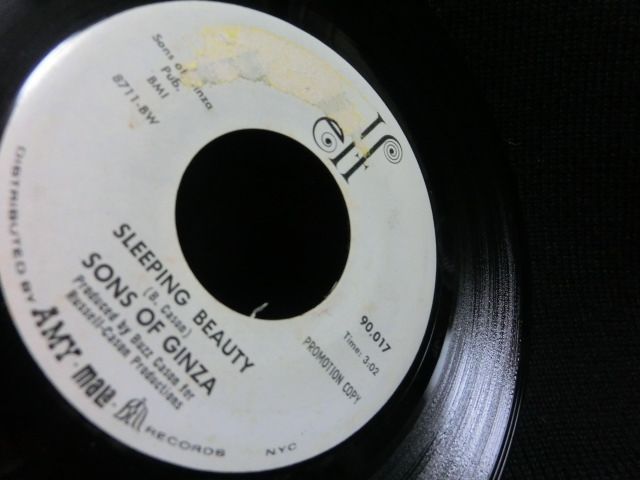 elf
Sons of Ginza
Pub.
BMI
8711-BW
90.017
Time: 3:02
PROMOTION COPY
SLEEPING BEAUTY
(B. Cason)
SONS OF GINZA
Produced by Buzz Cason for
Russell-Cason Productions
DISTRIBUTED BY AMY-mala-Bell RECORDS NYC